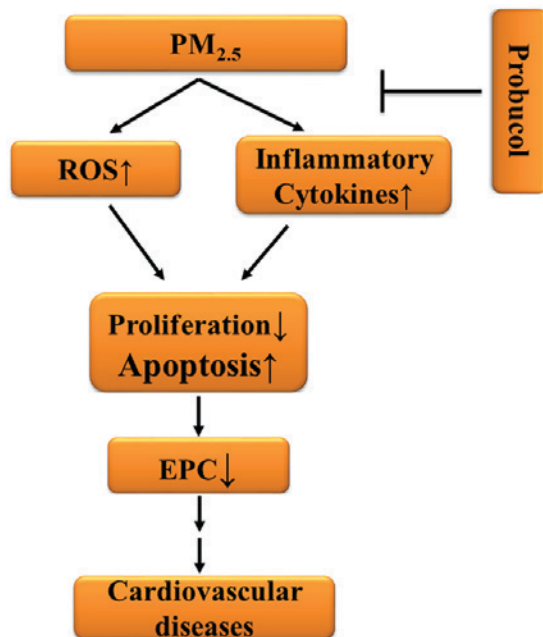 PM2.5
Probucol
ROS↑
Inflammatory
Cytokines↑
Proliferation↓
Apoptosis↑
EPC↓
Cardiovascular
diseases